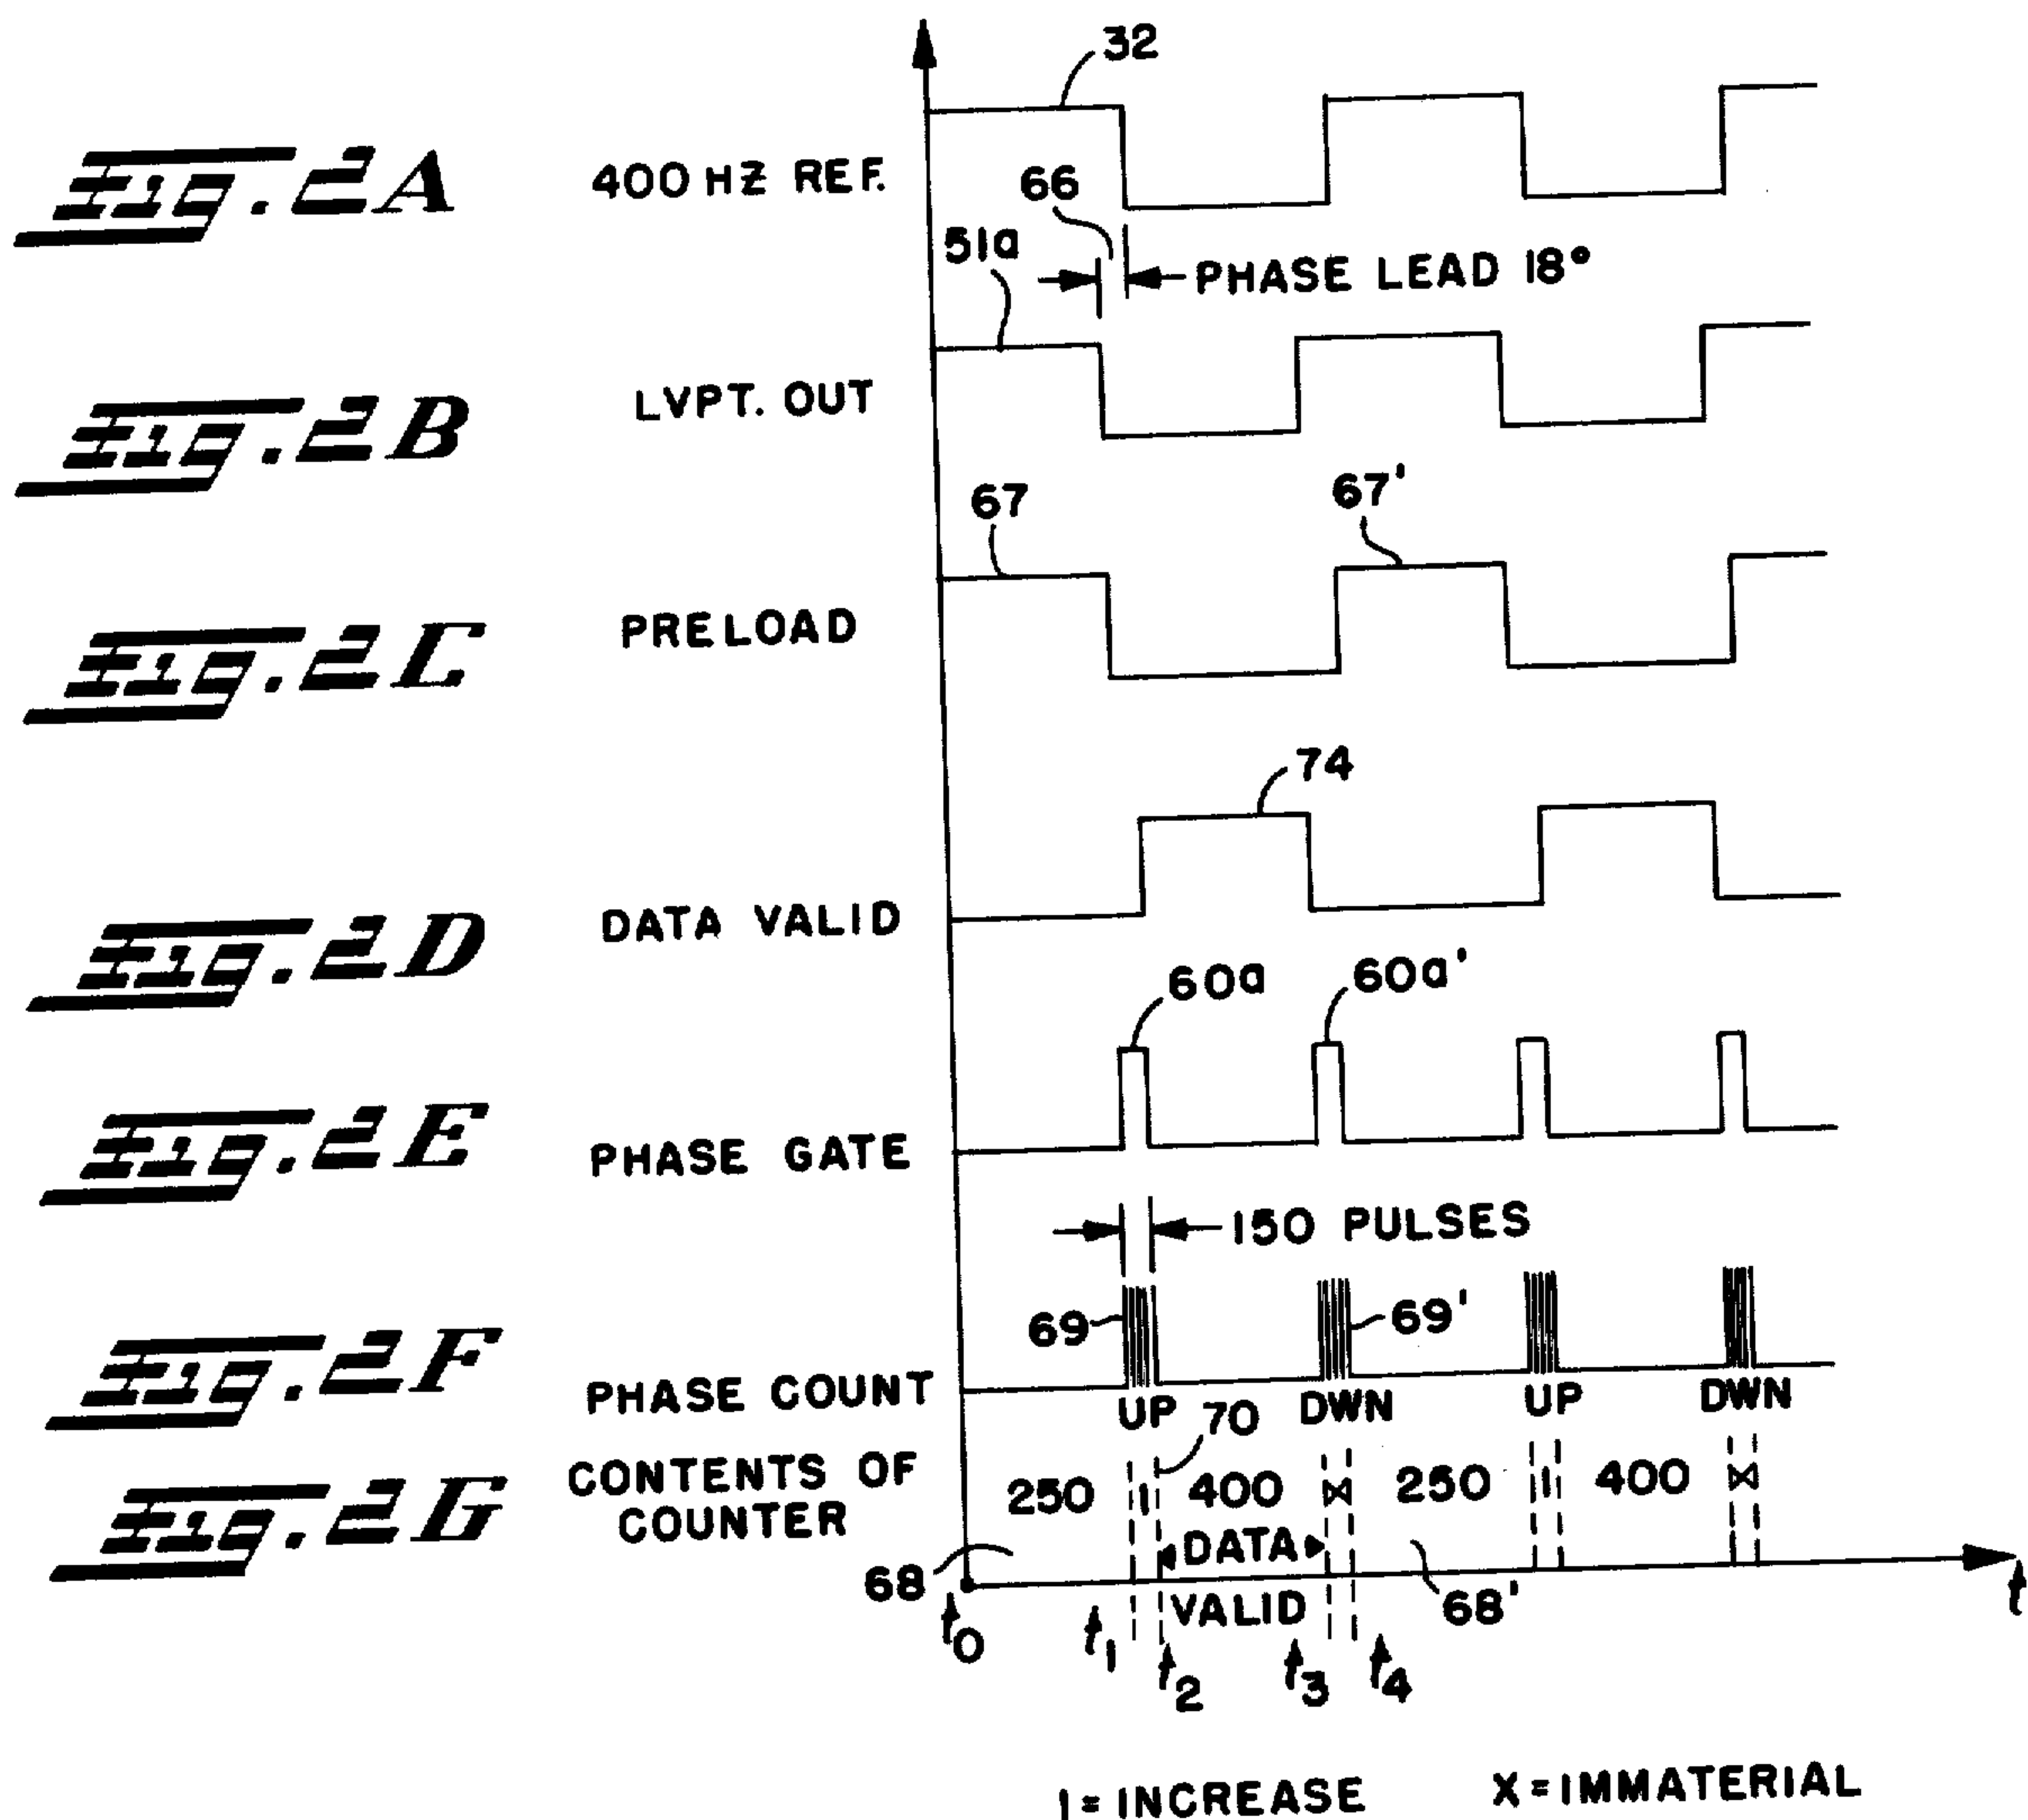 32
Fig. 2A
400 HZ REF.
66
51a
PHASE LEAD 18°
Fig. 2B
LVPT. OUT
67
67'
Fig. 2C
PRELOAD
74
Fig. 2D
DATA VALID
60a
60a'
Fig. 2E
PHASE GATE
150 PULSES
69
69'
Fig. 2F
PHASE COUNT
UP
70
DWN
UP
DWN
Fig. 2G
CONTENTS OF
COUNTER
250
I
400
X
250
I
400
X
DATA
VALID
68
68'
t
t0
t1
t2
t3
t4
I = INCREASE
X = IMMATERIAL